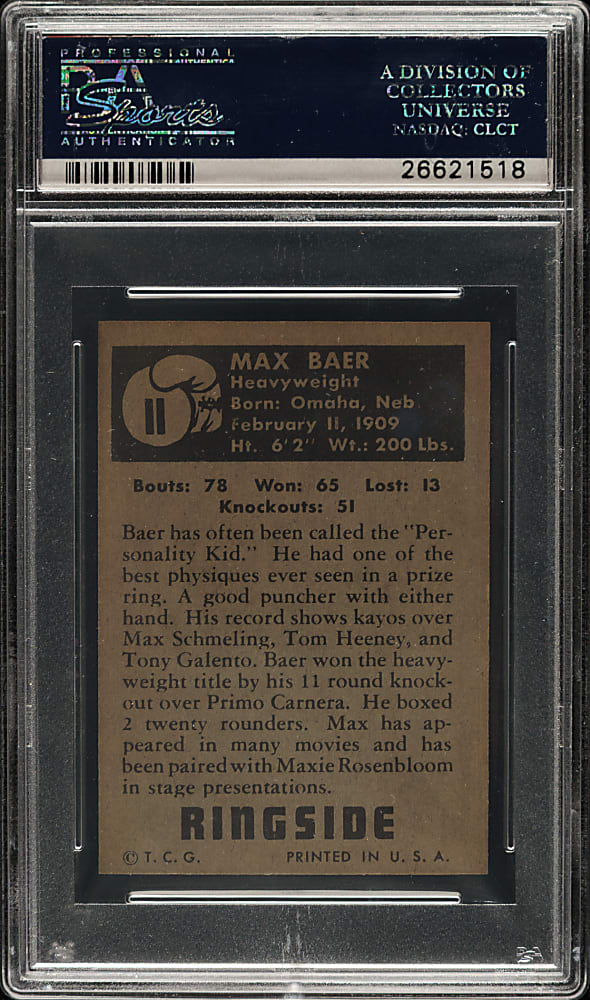 PROFESSIONAL
PSA
Sports
AUTHENTICATOR
A DIVISION OF
COLLECTORS
UNIVERSE
NASDAQ: CLCT
26621518
11
MAX BAER
Heavyweight
Born: Omaha, Neb
February 11, 1909
Ht. 6'2" Wt.: 200 Lbs.
Bouts: 78 Won: 65 Lost: 13
Knockouts: 51
Baer has often been called the "Per-
sonality Kid." He had one of the
best physiques ever seen in a prize
ring. A good puncher with either
hand. His record shows kayos over
Max Schmeling, Tom Heeney, and
Tony Galento. Baer won the heavy-
weight title by his 11 round knock-
out over Primo Carnera. He boxed
2 twenty rounders. Max has ap-
peared in many movies and has
been paired with Maxie Rosenbloom
in stage presentations.
RINGSIDE
© T. C. G. PRINTED IN U. S. A.
PSA